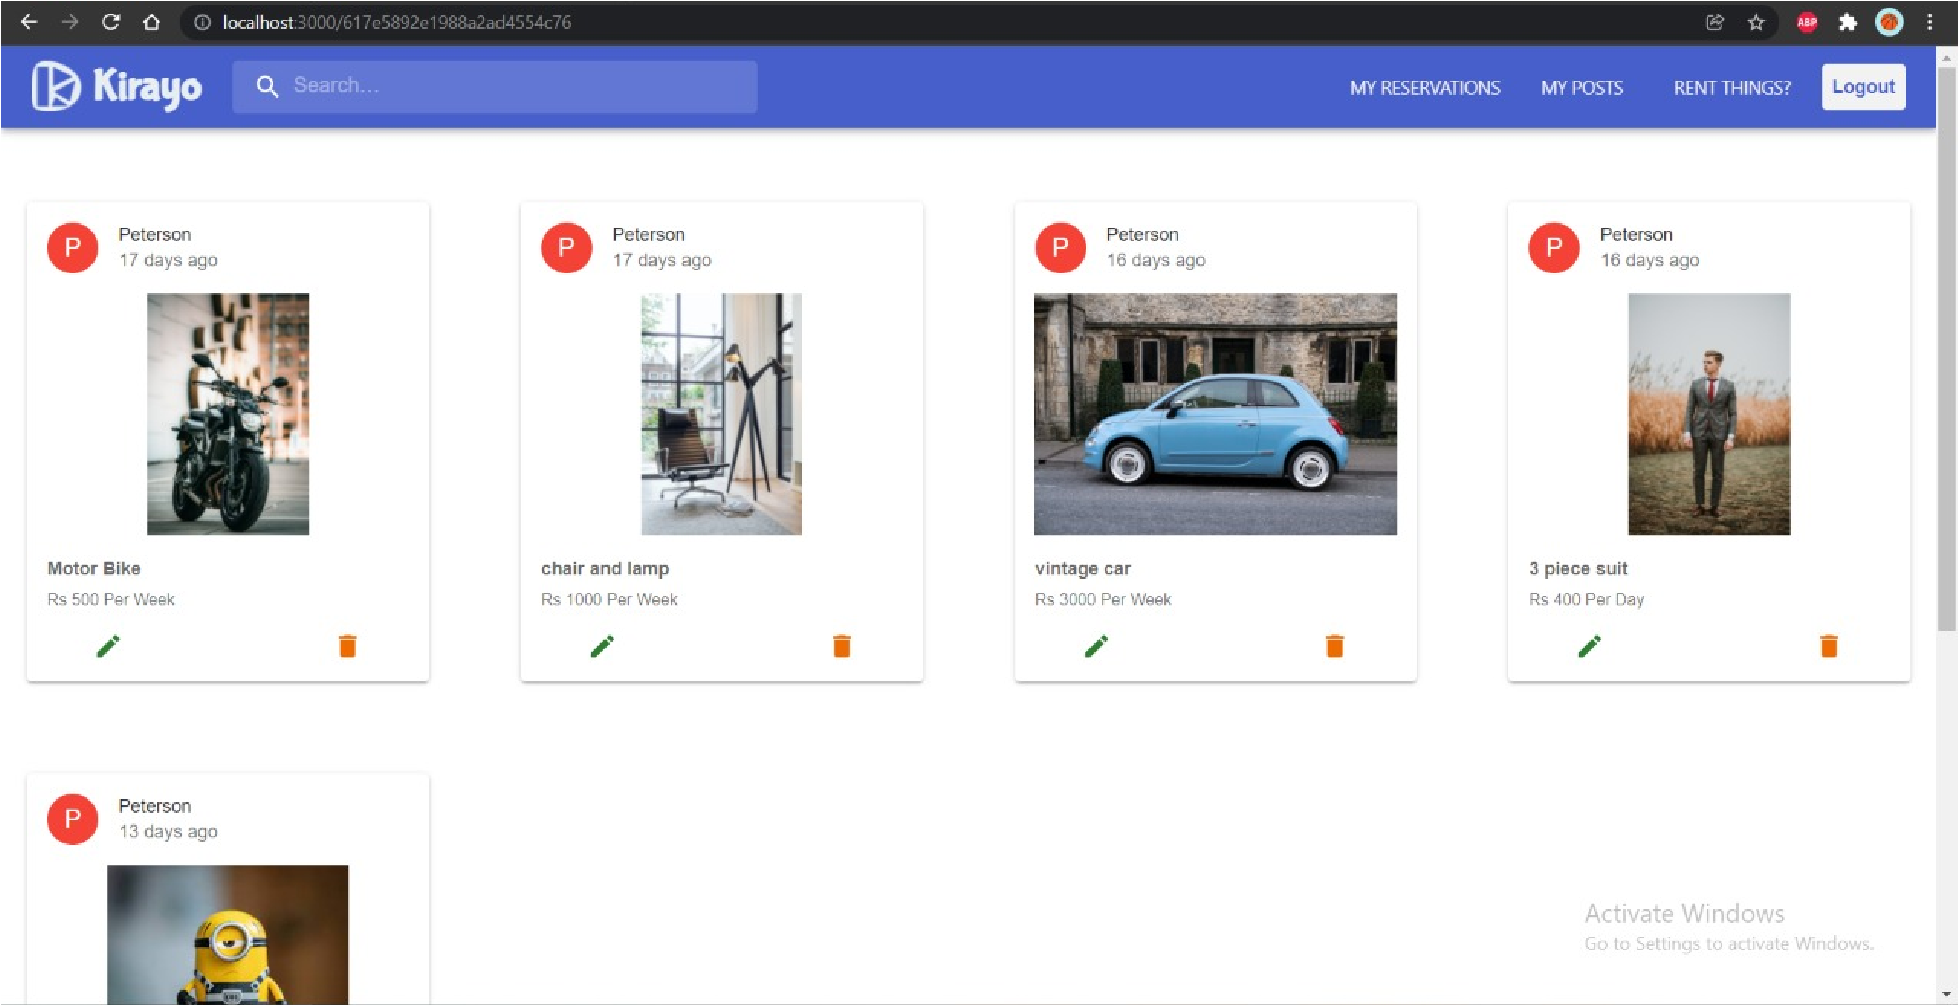 localhost:3000/617e5892e1988a2ad4554c76
ABP
Kirayo
Search...
MY RESERVATIONS
MY POSTS
RENT THINGS?
Logout
P
Peterson
17 days ago
Motor Bike
Rs 500 Per Week
P
Peterson
17 days ago
chair and lamp
Rs 1000 Per Week
P
Peterson
16 days ago
vintage car
Rs 3000 Per Week
P
Peterson
16 days ago
3 piece suit
Rs 400 Per Day
P
Peterson
13 days ago
Activate Windows
Go to Settings to activate Windows.